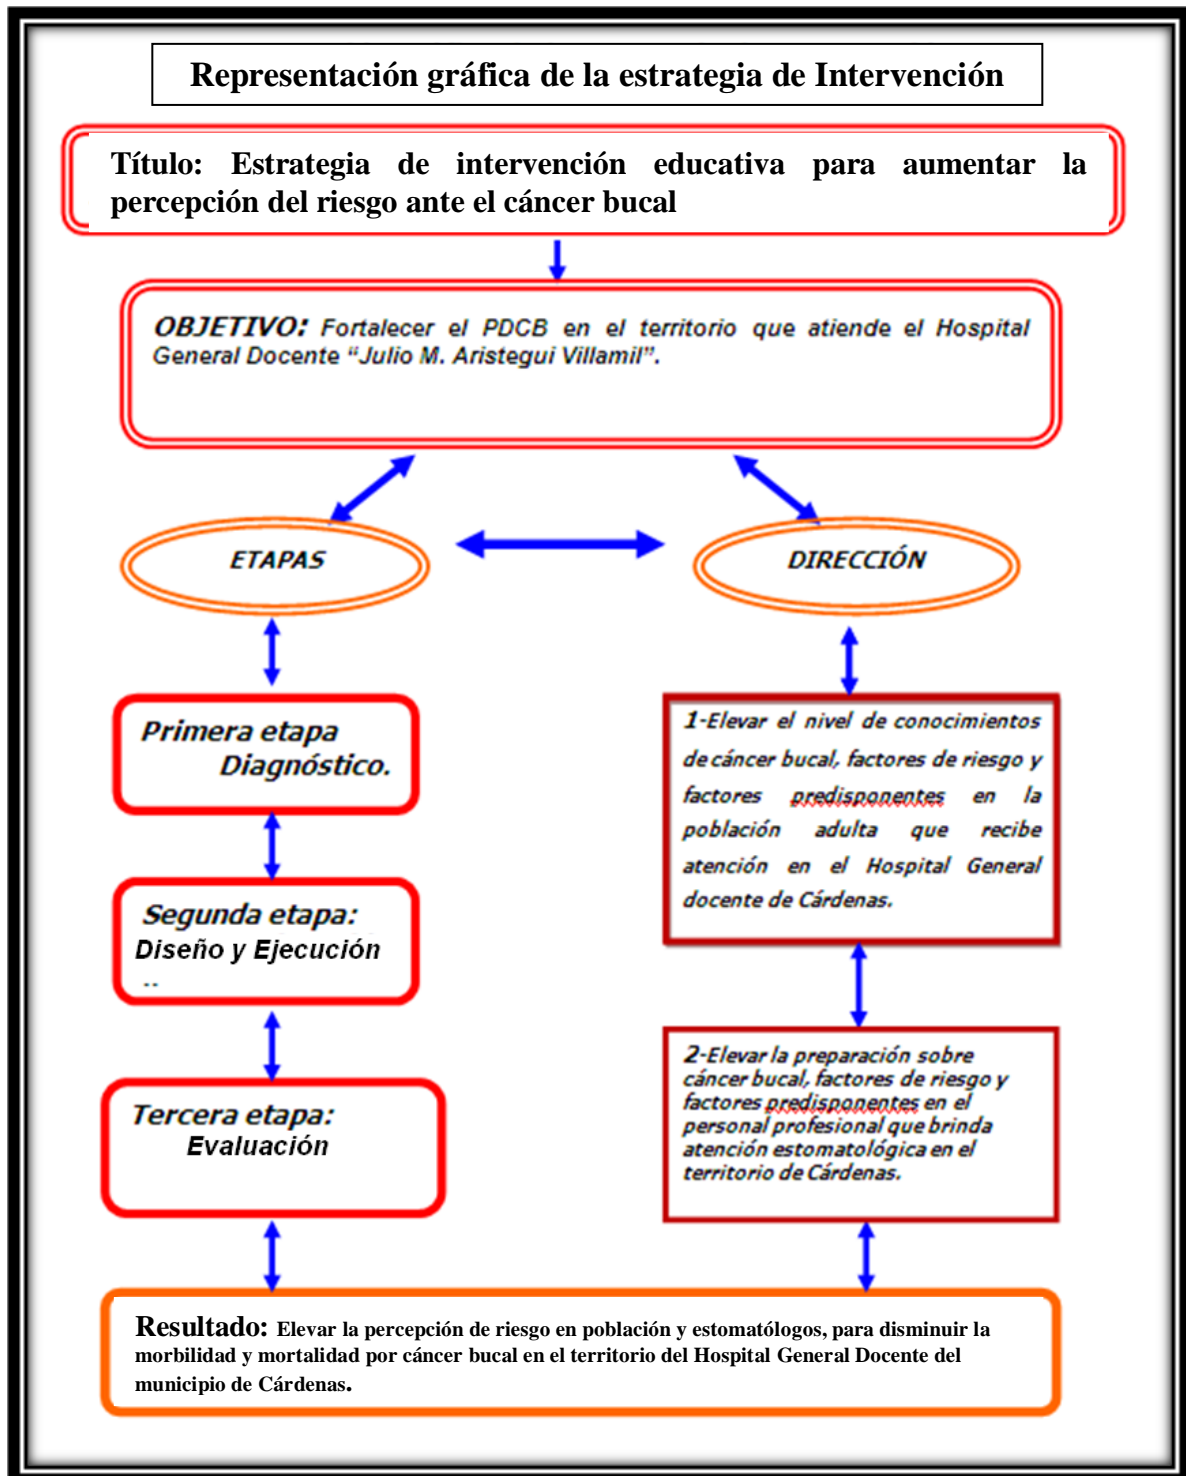 Representación gráfica de la estrategia de Intervención
Título: Estrategia de intervención educativa para aumentar la
percepción del riesgo ante el cáncer bucal
OBJETIVO: Fortalecer el PDCB en el territorio que atiende el Hospital
General Docente “Julio M. Aristegui Villamil”.
ETAPAS
DIRECCIÓN
Primera etapa
Diagnóstico.
Segunda etapa:
Diseño y Ejecución
..
Tercera etapa:
Evaluación
1-Elevar el nivel de conocimientos
de cáncer bucal, factores de riesgo y
factores predisponentes en la
población adulta que recibe
atención en el Hospital General
docente de Cárdenas.
2-Elevar la preparación sobre
cáncer bucal, factores de riesgo y
factores predisponentes en el
personal profesional que brinda
atención estomatológica en el
territorio de Cárdenas.
Resultado: Elevar la percepción de riesgo en población y estomatólogos, para disminuir la
morbilidad y mortalidad por cáncer bucal en el territorio del Hospital General Docente del
municipio de Cárdenas.